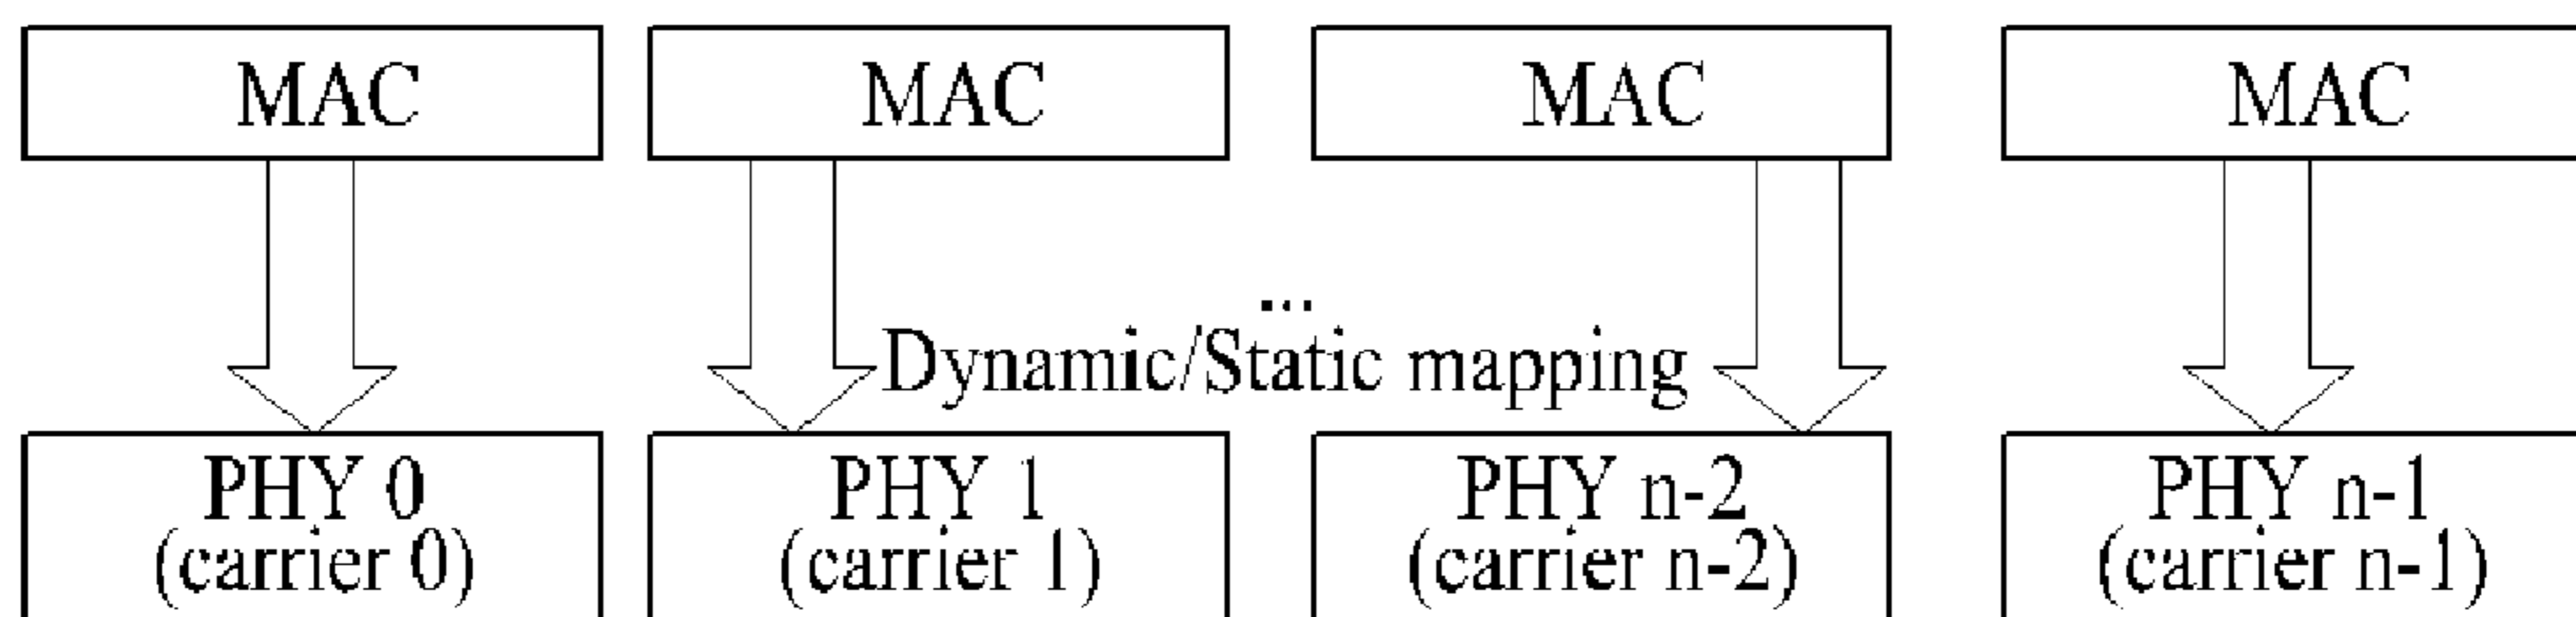 MAC MAC MAC MAC
...
Dynamic/Static mapping
PHY 0 PHY 1 PHY n-2 PHY n-1
(carrier 0) (carrier 1) (carrier n-2) (carrier n-1)